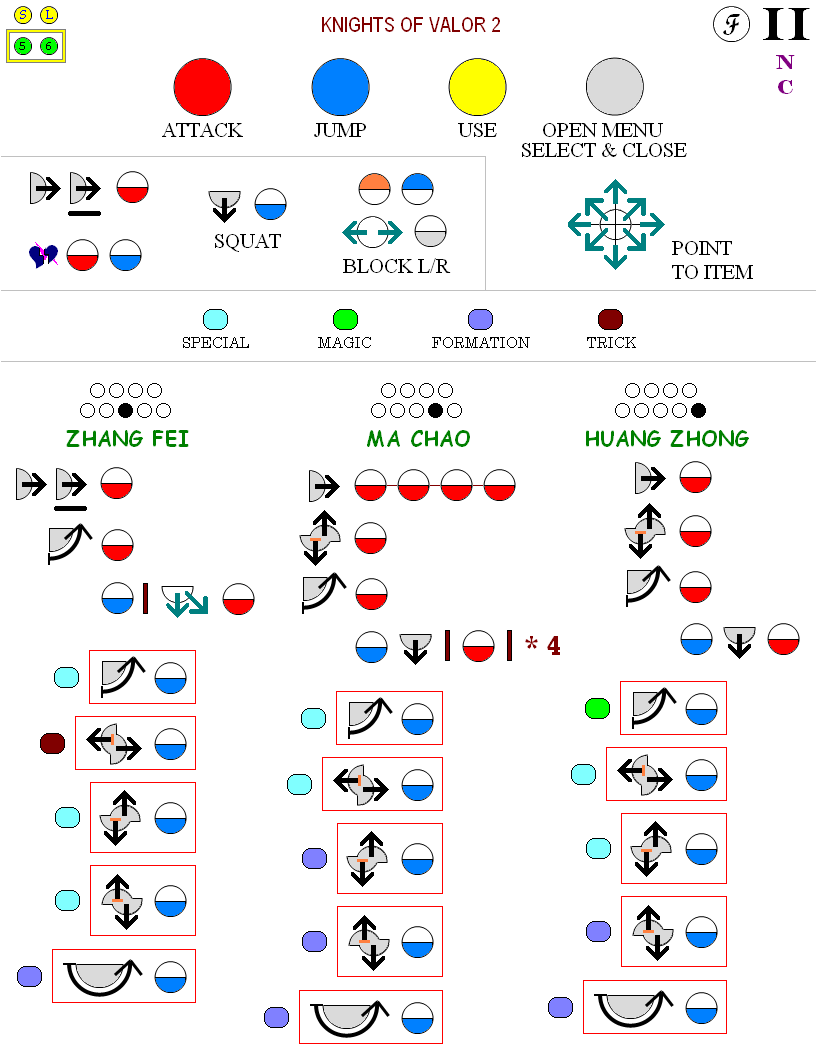 S L
KNIGHTS OF VALOR 2
F II
5 6
N
C
ATTACK JUMP USE OPEN MENU
SELECT & CLOSE
SQUAT
BLOCK L/R
POINT
TO ITEM
SPECIAL MAGIC FORMATION TRICK
ZHANG FEI MA CHAO HUANG ZHONG
* 4